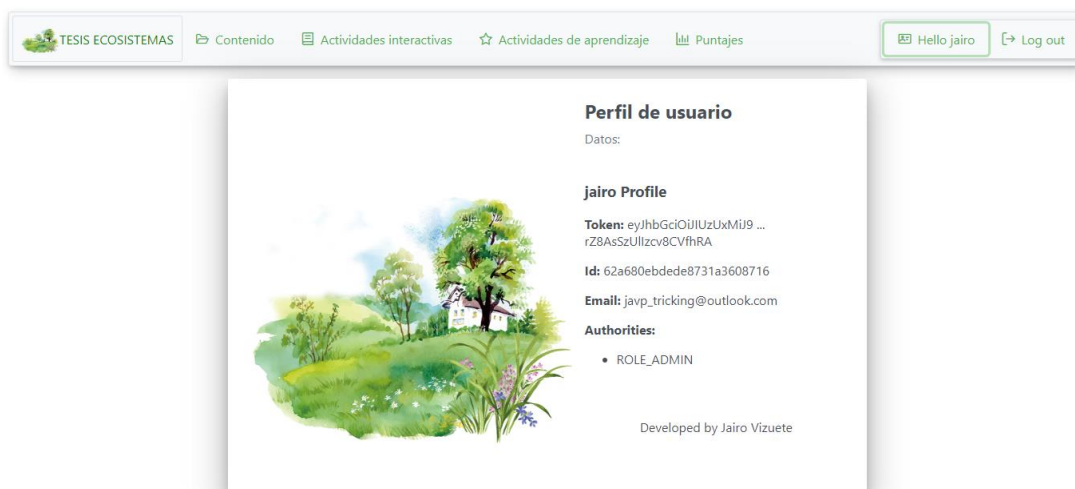 TESIS ECOSISTEMAS Contenido Actividades interactivas Actividades de aprendizaje Puntajes Hello jairo Log out
Perfil de usuario
Datos:
jairo Profile
Token: eyJhbGciOiJIUzUxMiJ9 ...
rZ8AsSzUlIzcv8CVfhRA
Id: 62a680ebdede8731a3608716
Email: javp_tricking@outlook.com
Authorities:
• ROLE_ADMIN
Developed by Jairo Vizuete